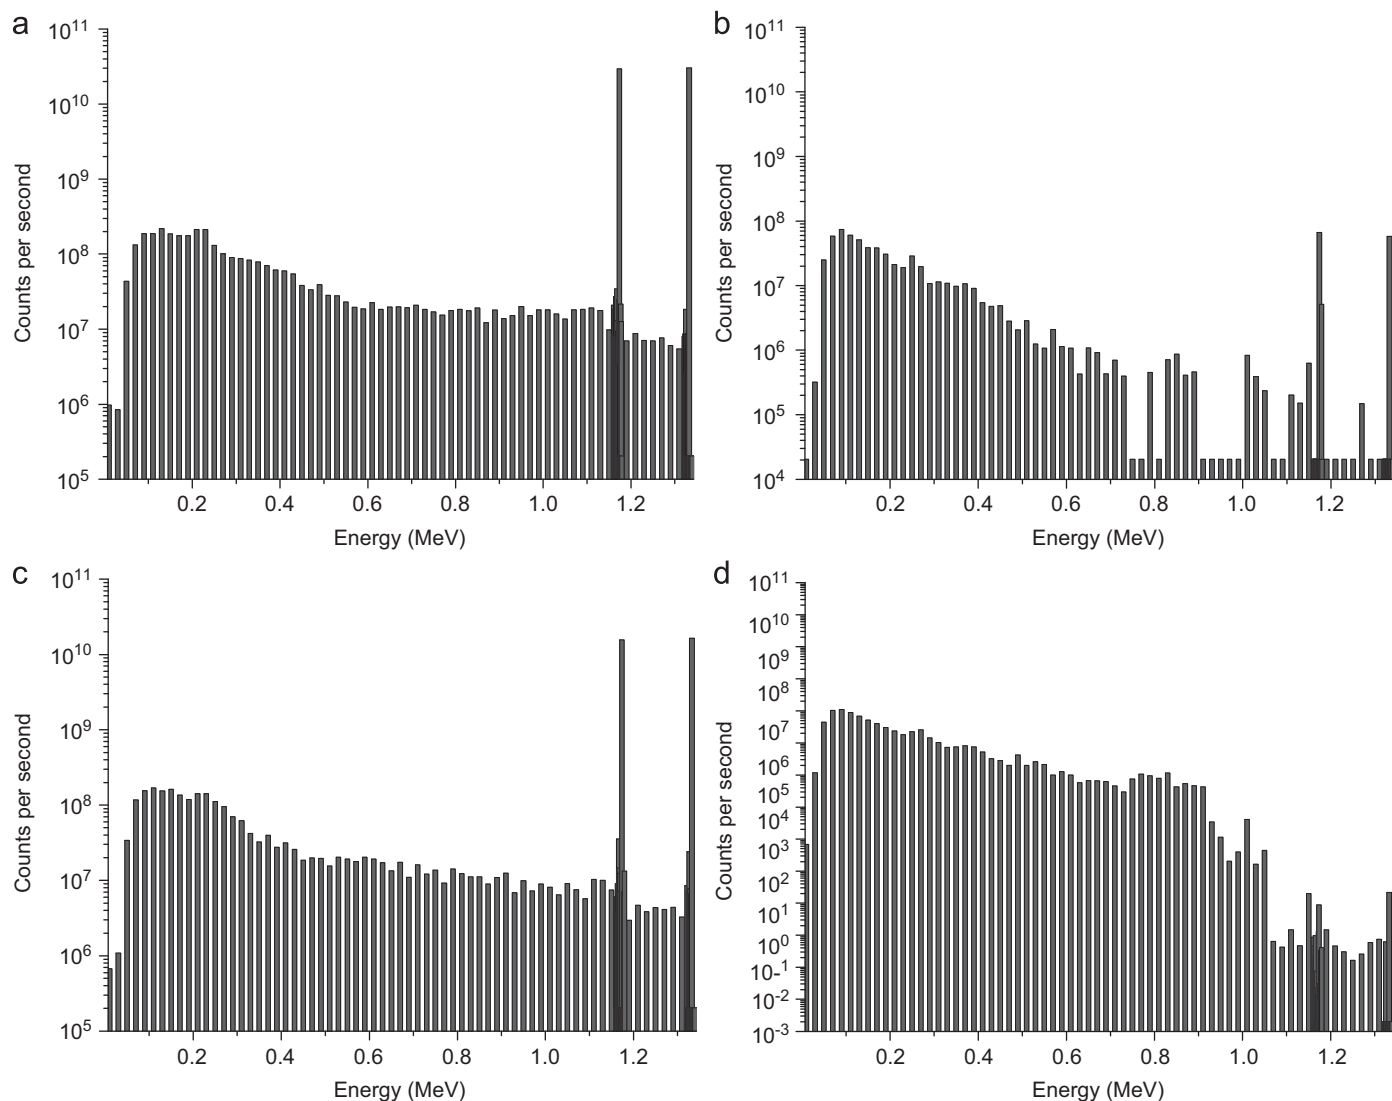 a
10¹¹
10¹⁰
10⁹
10⁸
10⁷
10⁶
10⁵
Counts per second
0.2 0.4 0.6 0.8 1.0 1.2
Energy (MeV)
b
10¹¹
10¹⁰
10⁹
10⁸
10⁷
10⁶
10⁵
10⁴
Counts per second
0.2 0.4 0.6 0.8 1.0 1.2
Energy (MeV)
c
10¹¹
10¹⁰
10⁹
10⁸
10⁷
10⁶
10⁵
Counts per second
0.2 0.4 0.6 0.8 1.0 1.2
Energy (MeV)
d
10¹¹
10¹⁰
10⁹
10⁸
10⁷
10⁶
10⁵
10⁴
10³
10²
10¹
10⁰
10⁻¹
10⁻²
10⁻³
Counts per second
0.2 0.4 0.6 0.8 1.0 1.2
Energy (MeV)